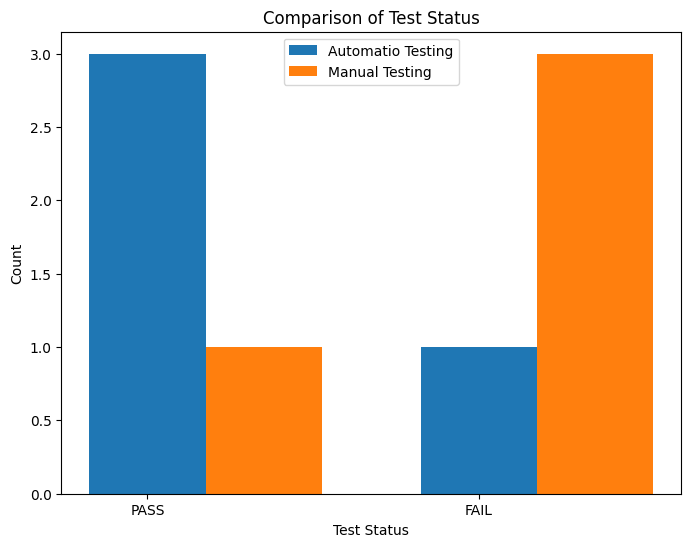 Comparison of Test Status
Automatio Testing
Manual Testing
3.0
2.5
2.0
1.5
1.0
0.5
0.0
Count
PASS
FAIL
Test Status